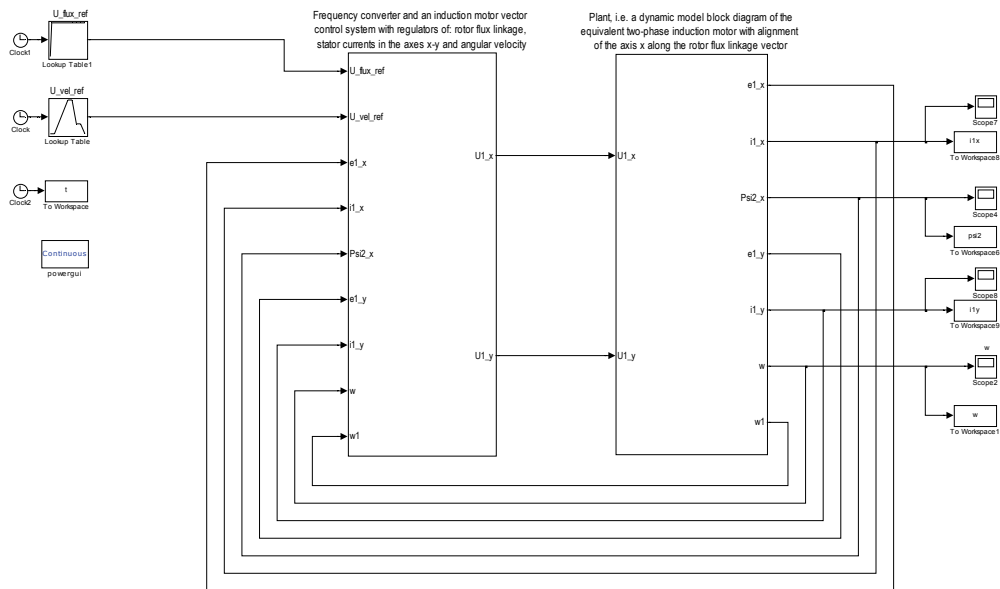 U_flux_ref
Clock1
Lookup Table1
U_vel_ref
Clock
Lookup Table
Clock2
t
To Workspace
Continuous
powergui
Frequency converter and an induction motor vector
control system with regulators of: rotor flux linkage,
stator currents in the axes x-y and angular velocity
U_flux_ref
U_vel_ref
e1_x
i1_x
Psi2_x
e1_y
i1_y
w
w1
U1_x
U1_y
Plant, i.e. a dynamic model block diagram of the
equivalent two-phase induction motor with alignment
of the axis x along the rotor flux linkage vector
U1_x
U1_y
e1_x
i1_x
Psi2_x
e1_y
i1_y
w
w1
Scope7
i1x
To Workspace8
Scope4
psi2
To Workspace6
Scope8
i1y
To Workspace9
w
Scope2
w
To Workspace1